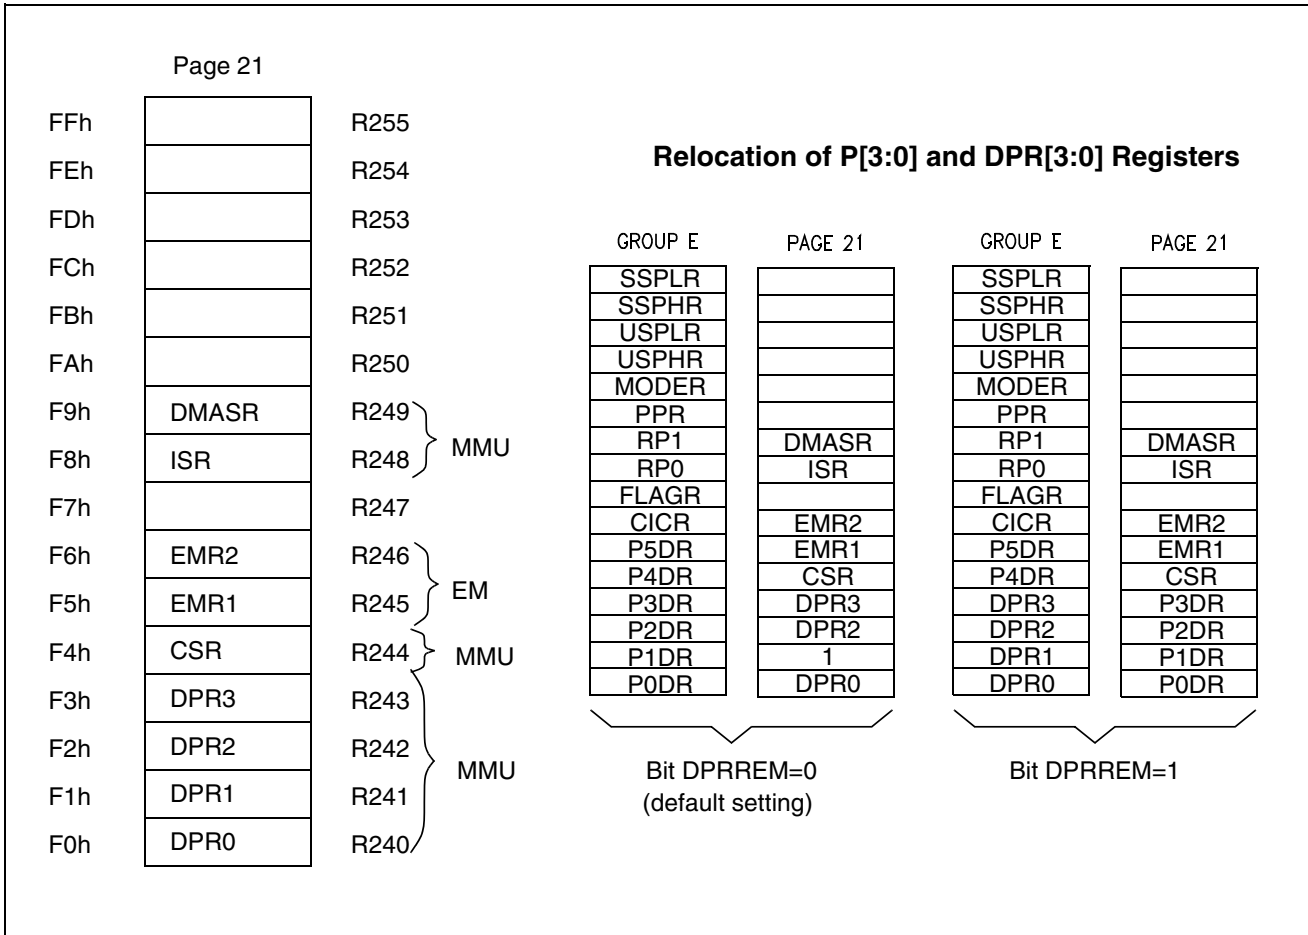 Page 21
FFh R255
FEh R254
FDh R253
FCh R252
FBh R251
FAh R250
F9h DMASR R249
F8h ISR R248
MMU
F7h R247
F6h EMR2 R246
F5h EMR1 R245
EM
F4h CSR R244 MMU
F3h DPR3 R243
F2h DPR2 R242
MMU
F1h DPR1 R241
F0h DPR0 R240
Relocation of P[3:0] and DPR[3:0] Registers
GROUP E PAGE 21 GROUP E PAGE 21
SSPLR SSPLR
SSPHR SSPHR
USPLR USPLR
USPHR USPHR
MODER MODER
PPR PPR
RP1 DMASR RP1 DMASR
RP0 ISR RP0 ISR
FLAGR FLAGR
CICR EMR2 CICR EMR2
P5DR EMR1 P5DR EMR1
P4DR CSR P4DR CSR
P3DR DPR3 DPR3 P3DR
P2DR DPR2 DPR2 P2DR
P1DR 1 DPR1 P1DR
P0DR DPR0 DPR0 P0DR
Bit DPRREM=0 Bit DPRREM=1
(default setting)